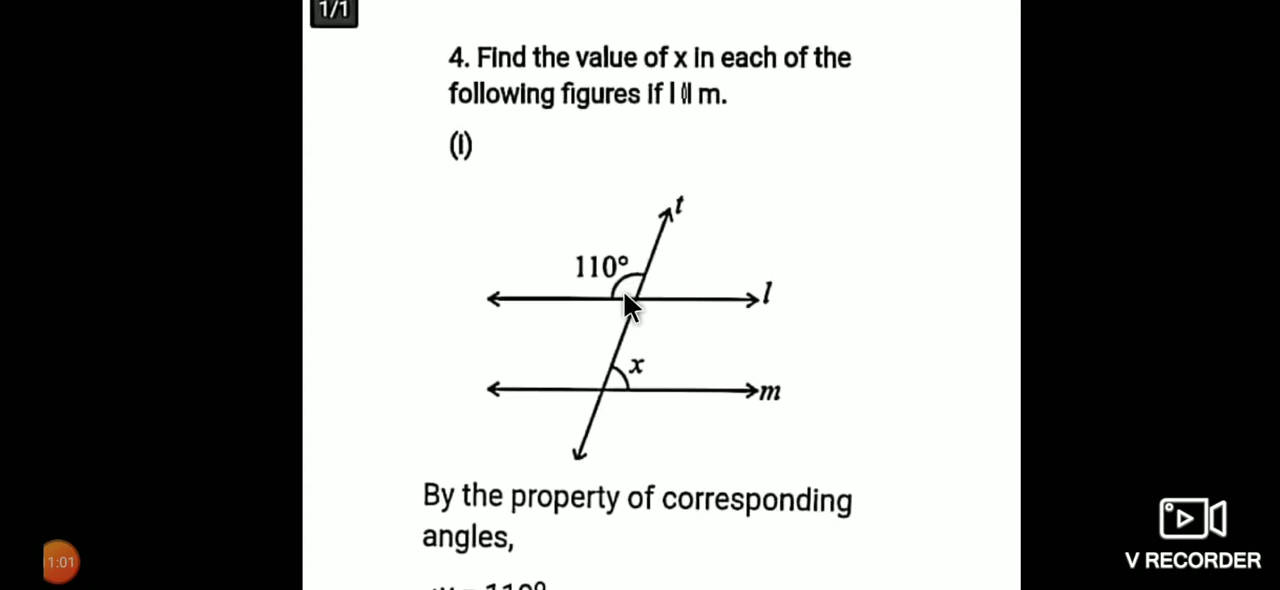 1/1
4. Find the value of x in each of the
following figures if l || m.
(I)
t
110°
l
x
m
By the property of corresponding
angles,
= 110°
1:01
V RECORDER